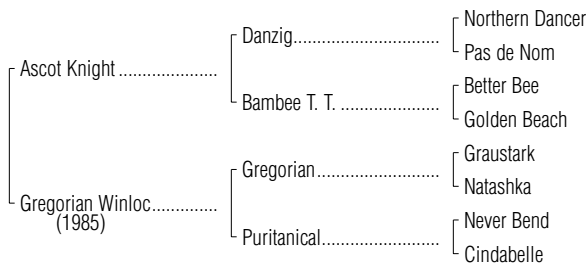 Northern Dancer
Danzig
Pas de Nom
Ascot Knight
Better Bee
Bambee T. T.
Golden Beach
Graustark
Gregorian
Natashka
Gregorian Winloc
(1985)
Never Bend
Puritanical
Cindabelle